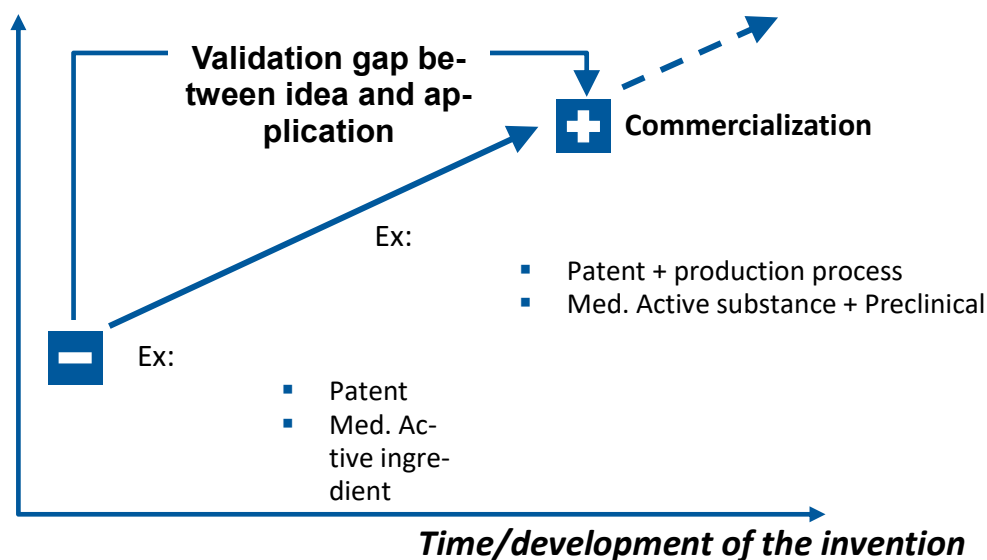 Validation gap be-
tween idea and ap-
plication
Commercialization
Ex:
▪ Patent + production process
▪ Med. Active substance + Preclinical
Ex:
▪ Patent
▪ Med. Ac-
tive ingre-
dient
Time/development of the invention